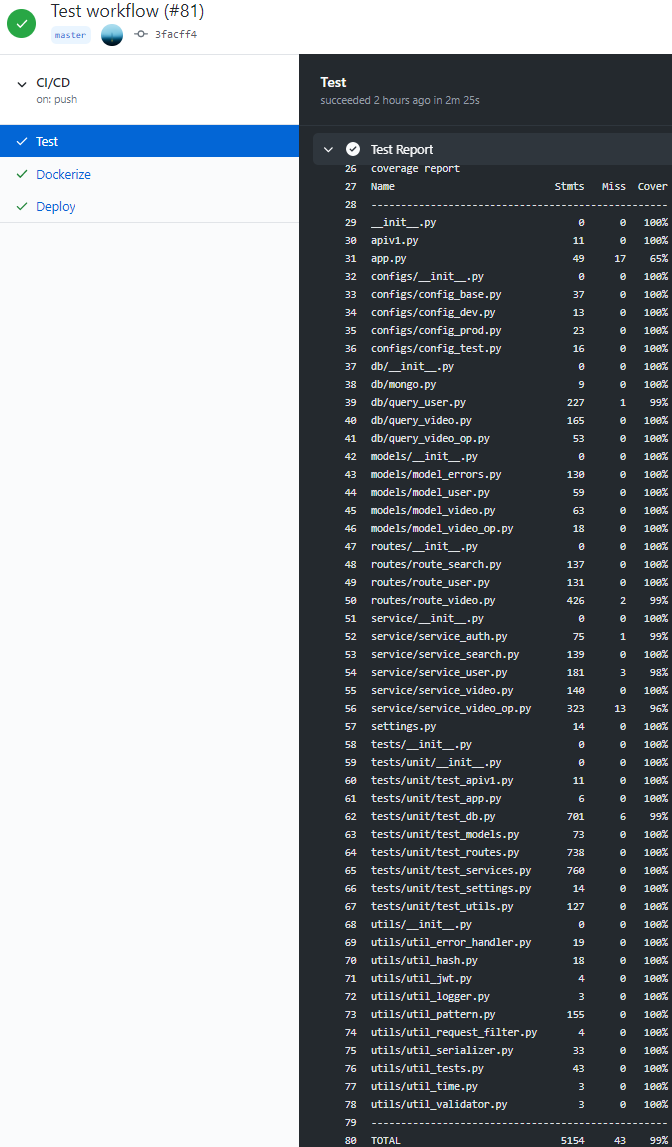 Test workflow (#81)
master 3facff4
CI/CD
on: push
Test
Dockerize
Deploy
Test
succeeded 2 hours ago in 2m 25s
Test Report
26 coverage report
27 Name Stmts Miss Cover
28 ------------------------------------------------
29 __init__.py 0 0 100%
30 apiv1.py 11 0 100%
31 app.py 49 17 65%
32 configs/__init__.py 0 0 100%
33 configs/config_base.py 37 0 100%
34 configs/config_dev.py 13 0 100%
35 configs/config_prod.py 23 0 100%
36 configs/config_test.py 16 0 100%
37 db/__init__.py 0 0 100%
38 db/mongo.py 9 0 100%
39 db/query_user.py 227 1 99%
40 db/query_video.py 165 0 100%
41 db/query_video_op.py 53 0 100%
42 models/__init__.py 0 0 100%
43 models/model_errors.py 130 0 100%
44 models/model_user.py 59 0 100%
45 models/model_video.py 63 0 100%
46 models/model_video_op.py 18 0 100%
47 routes/__init__.py 0 0 100%
48 routes/route_search.py 137 0 100%
49 routes/route_user.py 131 0 100%
50 routes/route_video.py 426 2 99%
51 service/__init__.py 0 0 100%
52 service/service_auth.py 75 1 99%
53 service/service_search.py 139 0 100%
54 service/service_user.py 181 3 98%
55 service/service_video.py 140 0 100%
56 service/service_video_op.py 323 13 96%
57 settings.py 14 0 100%
58 tests/__init__.py 0 0 100%
59 tests/unit/__init__.py 0 0 100%
60 tests/unit/test_apiv1.py 11 0 100%
61 tests/unit/test_app.py 6 0 100%
62 tests/unit/test_db.py 701 6 99%
63 tests/unit/test_models.py 73 0 100%
64 tests/unit/test_routes.py 738 0 100%
65 tests/unit/test_services.py 760 0 100%
66 tests/unit/test_settings.py 14 0 100%
67 tests/unit/test_utils.py 127 0 100%
68 utils/__init__.py 0 0 100%
69 utils/util_error_handler.py 19 0 100%
70 utils/util_hash.py 18 0 100%
71 utils/util_jwt.py 4 0 100%
72 utils/util_logger.py 3 0 100%
73 utils/util_pattern.py 155 0 100%
74 utils/util_request_filter.py 4 0 100%
75 utils/util_serializer.py 33 0 100%
76 utils/util_tests.py 43 0 100%
77 utils/util_time.py 3 0 100%
78 utils/util_validator.py 3 0 100%
79 ------------------------------------------------
80 TOTAL 5154 43 99%